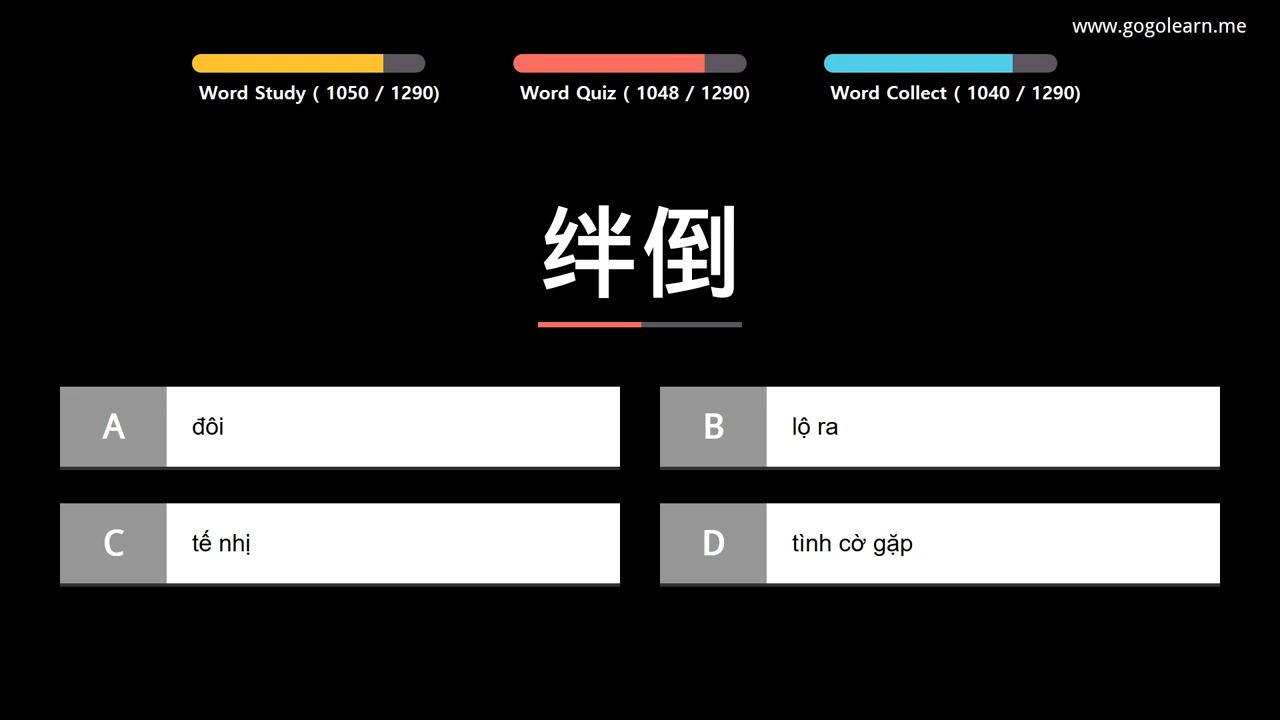 www.gogolearn.me
Word Study ( 1050 / 1290)
Word Quiz ( 1048 / 1290)
Word Collect ( 1040 / 1290)
绊倒
A đôi
B lộ ra
C tế nhị
D tình cờ gặp